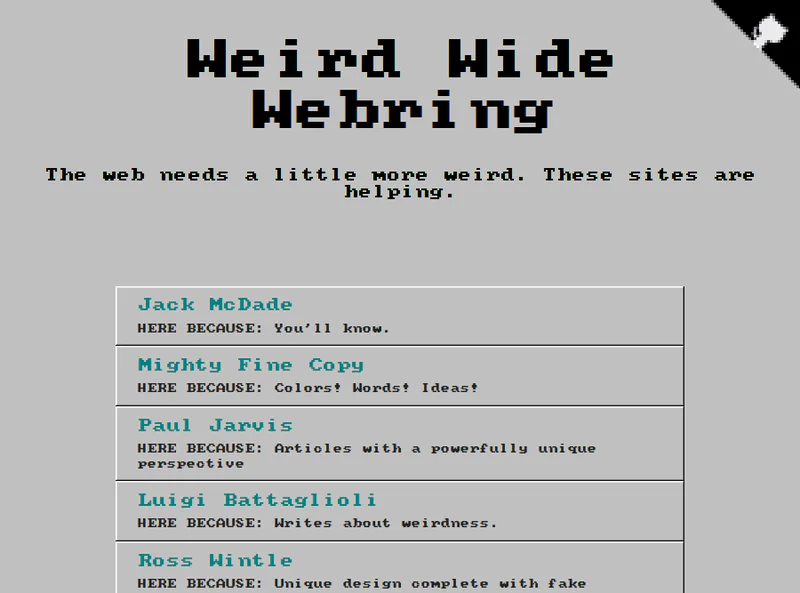 Weird Wide
Webring
The web needs a little more weird. These sites are
helping.
Jack McDade
HERE BECAUSE: You'll know.
Mighty Fine Copy
HERE BECAUSE: Colors! Words! Ideas!
Paul Jarvis
HERE BECAUSE: Articles with a powerfully unique
perspective
Luigi Battaglioli
HERE BECAUSE: Writes about weirdness.
Ross Wintle
HERE BECAUSE: Unique design complete with fake